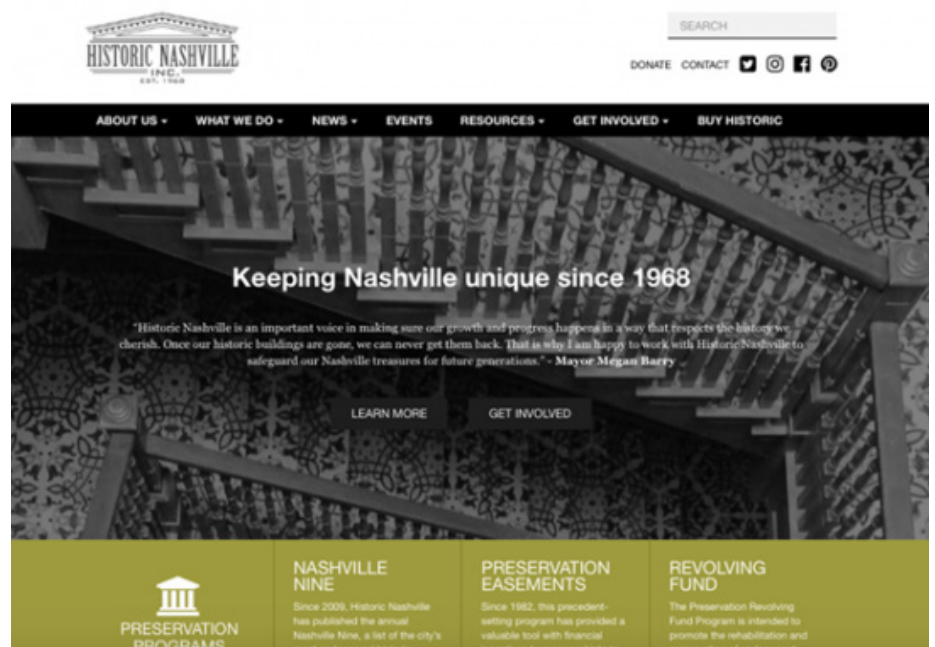 HISTORIC NASHVILLE
INC.
EST. 1968
SEARCH
DONATE CONTACT
ABOUT US WHAT WE DO NEWS EVENTS RESOURCES GET INVOLVED BUY HISTORIC
Keeping Nashville unique since 1968
"Historic Nashville is an important voice in making sure our growth and progress happens in a way that respects the history we
cherish. Once our historic buildings are gone, we can never get them back. That is why I am happy to work with Historic Nashville to
safeguard our Nashville treasures for future generations." - Mayor Megan Barry
LEARN MORE GET INVOLVED
PRESERVATION
PROGRAMS
NASHVILLE
NINE
Since 2009, Historic Nashville
has published the annual
Nashville Nine, a list of the city's
PRESERVATION
EASEMENTS
Since 1982, this precedent-
setting program has provided a
valuable tool with financial
REVOLVING
FUND
The Preservation Revolving
Fund Program is intended to
promote the rehabilitation and